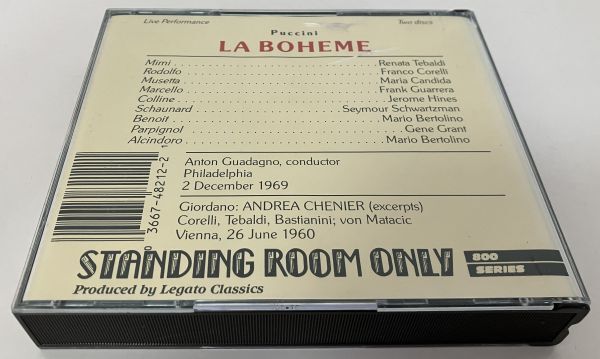 Live Performance Two discs
Puccini
LA BOHEME
Mimi Renata Tebaldi
Rodolfo Franco Corelli
Musetta Maria Candida
Marcello Frank Guarrera
Colline Jerome Hines
Schaunard Seymour Schwartzman
Benoit Mario Bertolino
Parpignol Gene Grant
Alcindoro Mario Bertolino
Anton Guadagno, conductor
Philadelphia
2 December 1969
Giordano: ANDREA CHENIER (excerpts)
Corelli, Tebaldi, Bastianini; von Matacic
Vienna, 26 June 1960
0 3667-48212-2 1
STANDING ROOM ONLY 800 SERIES
Produced by Legato Classics